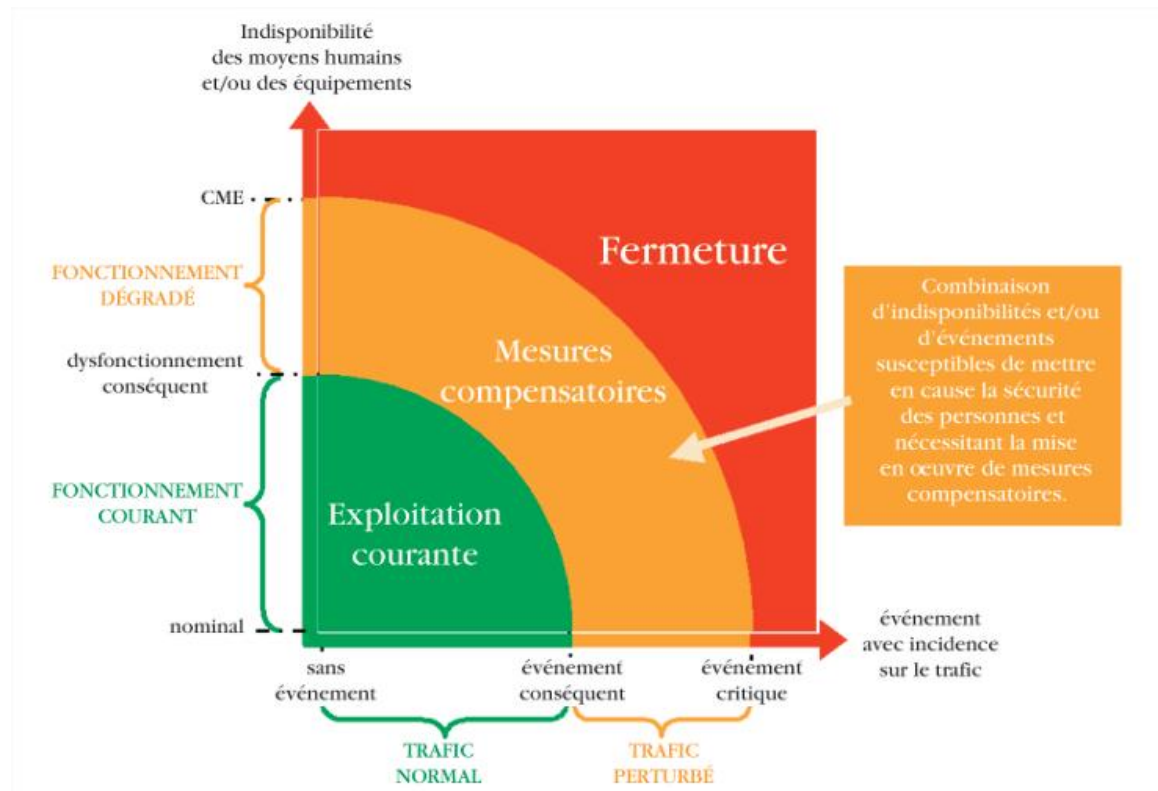 Indisponibilité
des moyens humains
et/ou des équipements
CME
FONCTIONNEMENT
DÉGRADÉ
Fermeture
Mesures
compensatoires
Combinaison
d'indisponibilités et/ou
d'événements
susceptibles de mettre
en cause la sécurité
des personnes et
nécessitant la mise
en œuvre de mesures
compensatoires.
dysfonctionnement
conséquent
FONCTIONNEMENT
COURANT
Exploitation
courante
nominal
événement
avec incidence
sur le trafic
sans
événement
événement
conséquent
événement
critique
TRAFIC
NORMAL
TRAFIC
PERTURBÉ